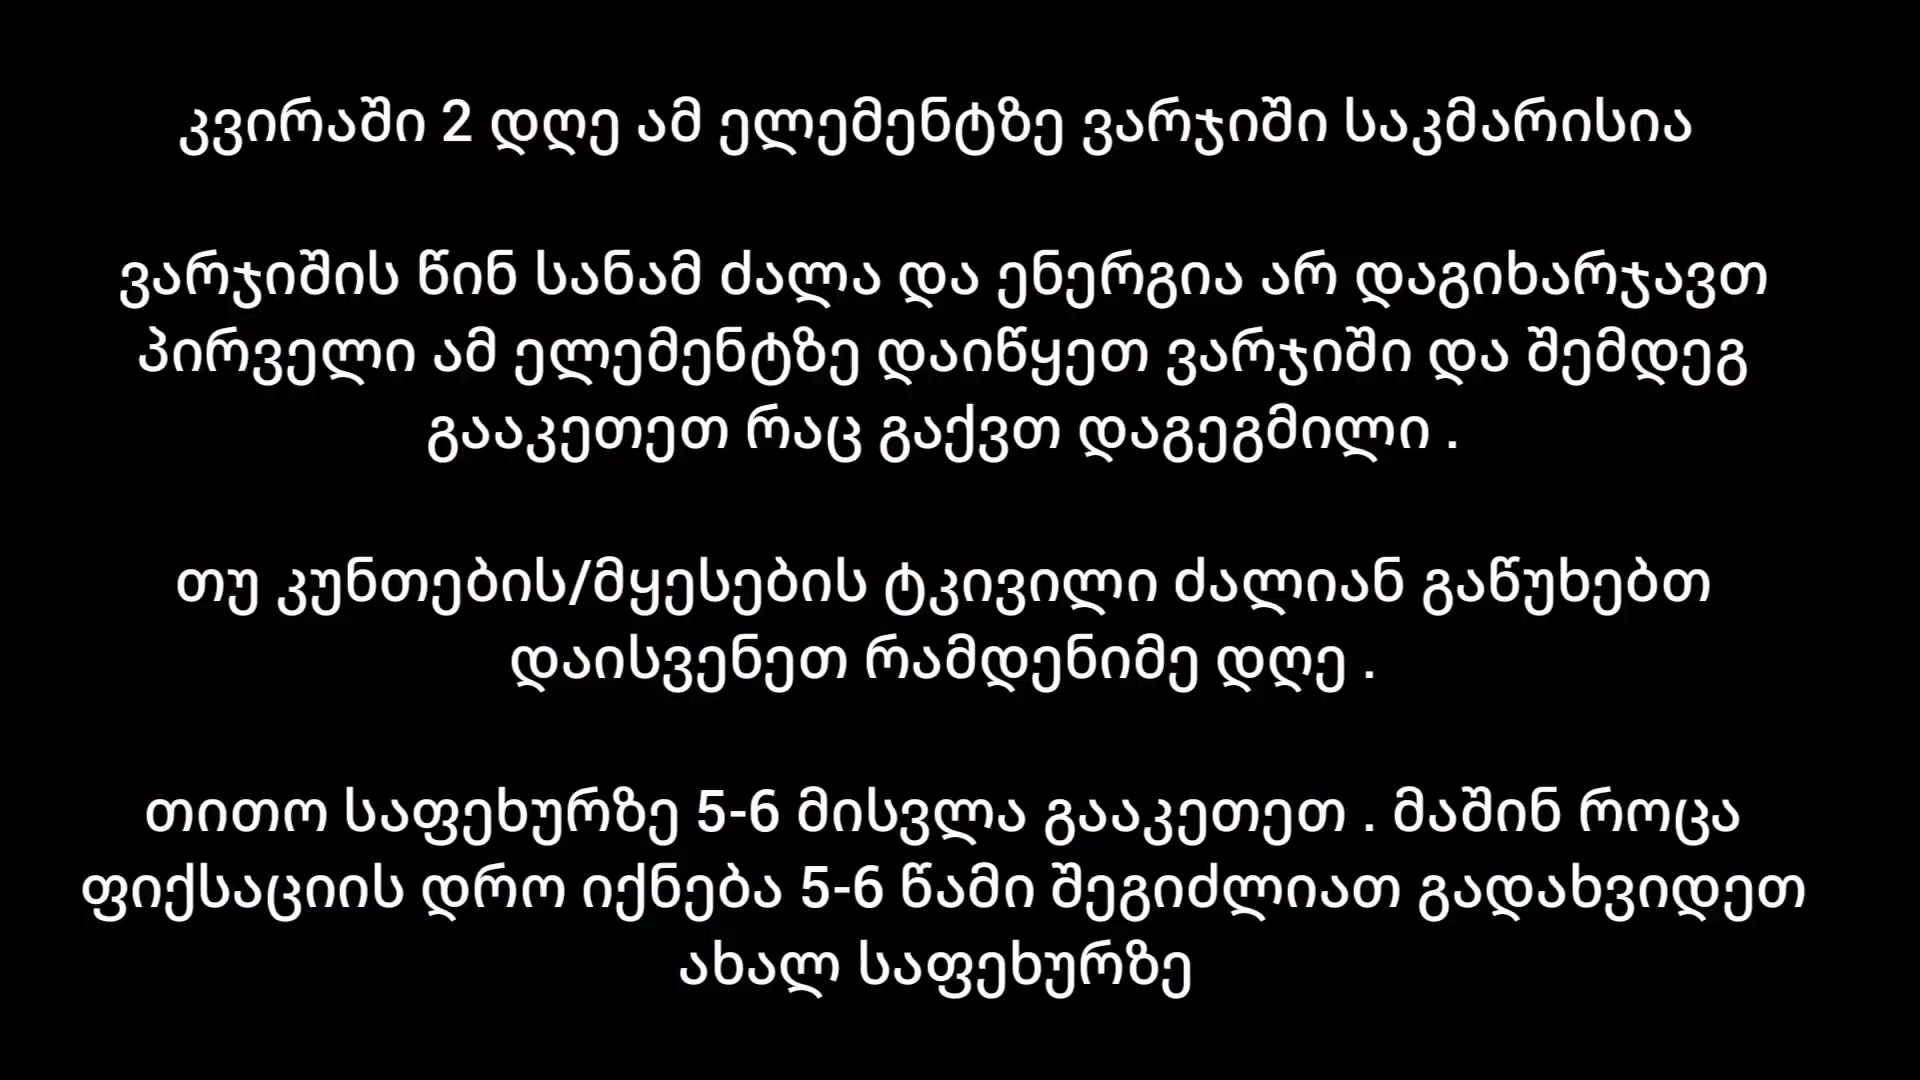 კვირაში 2 დღე ამ ელემენტზე ვარჯიში საკმარისია
ვარჯიშის წინ სანამ ძალა და ენერგია არ დაგიხარჯავთ
პირველი ამ ელემენტზე დაიწყეთ ვარჯიში და შემდეგ
გააკეთეთ რაც გაქვთ დაგეგმილი .
თუ კუნთების/მყესების ტკივილი ძალიან გაწუხებთ
დაისვენეთ რამდენიმე დღე .
თითო საფეხურზე 5-6 მისვლა გააკეთეთ . მაშინ როცა
ფიქსაციის დრო იქნება 5-6 წამი შეგიძლიათ გადახვიდეთ
ახალ საფეხურზე